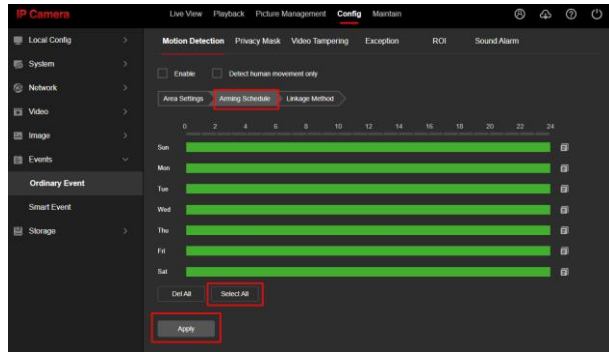 IP Camera
Live View Playback Picture Management Config Maintain
Local Config
System
Network
Video
Image
Events
Ordinary Event
Smart Event
Storage
Motion Detection Privacy Mask Video Tampering Exception ROI Sound Alarm
Enable Detect human movement only
Area Settings Arming Schedule Linkage Method
0 2 4 6 8 10 12 14 16 18 20 22 24
Sun
Mon
Tue
Wed
Thu
Fri
Sat
Del All Select All
Apply